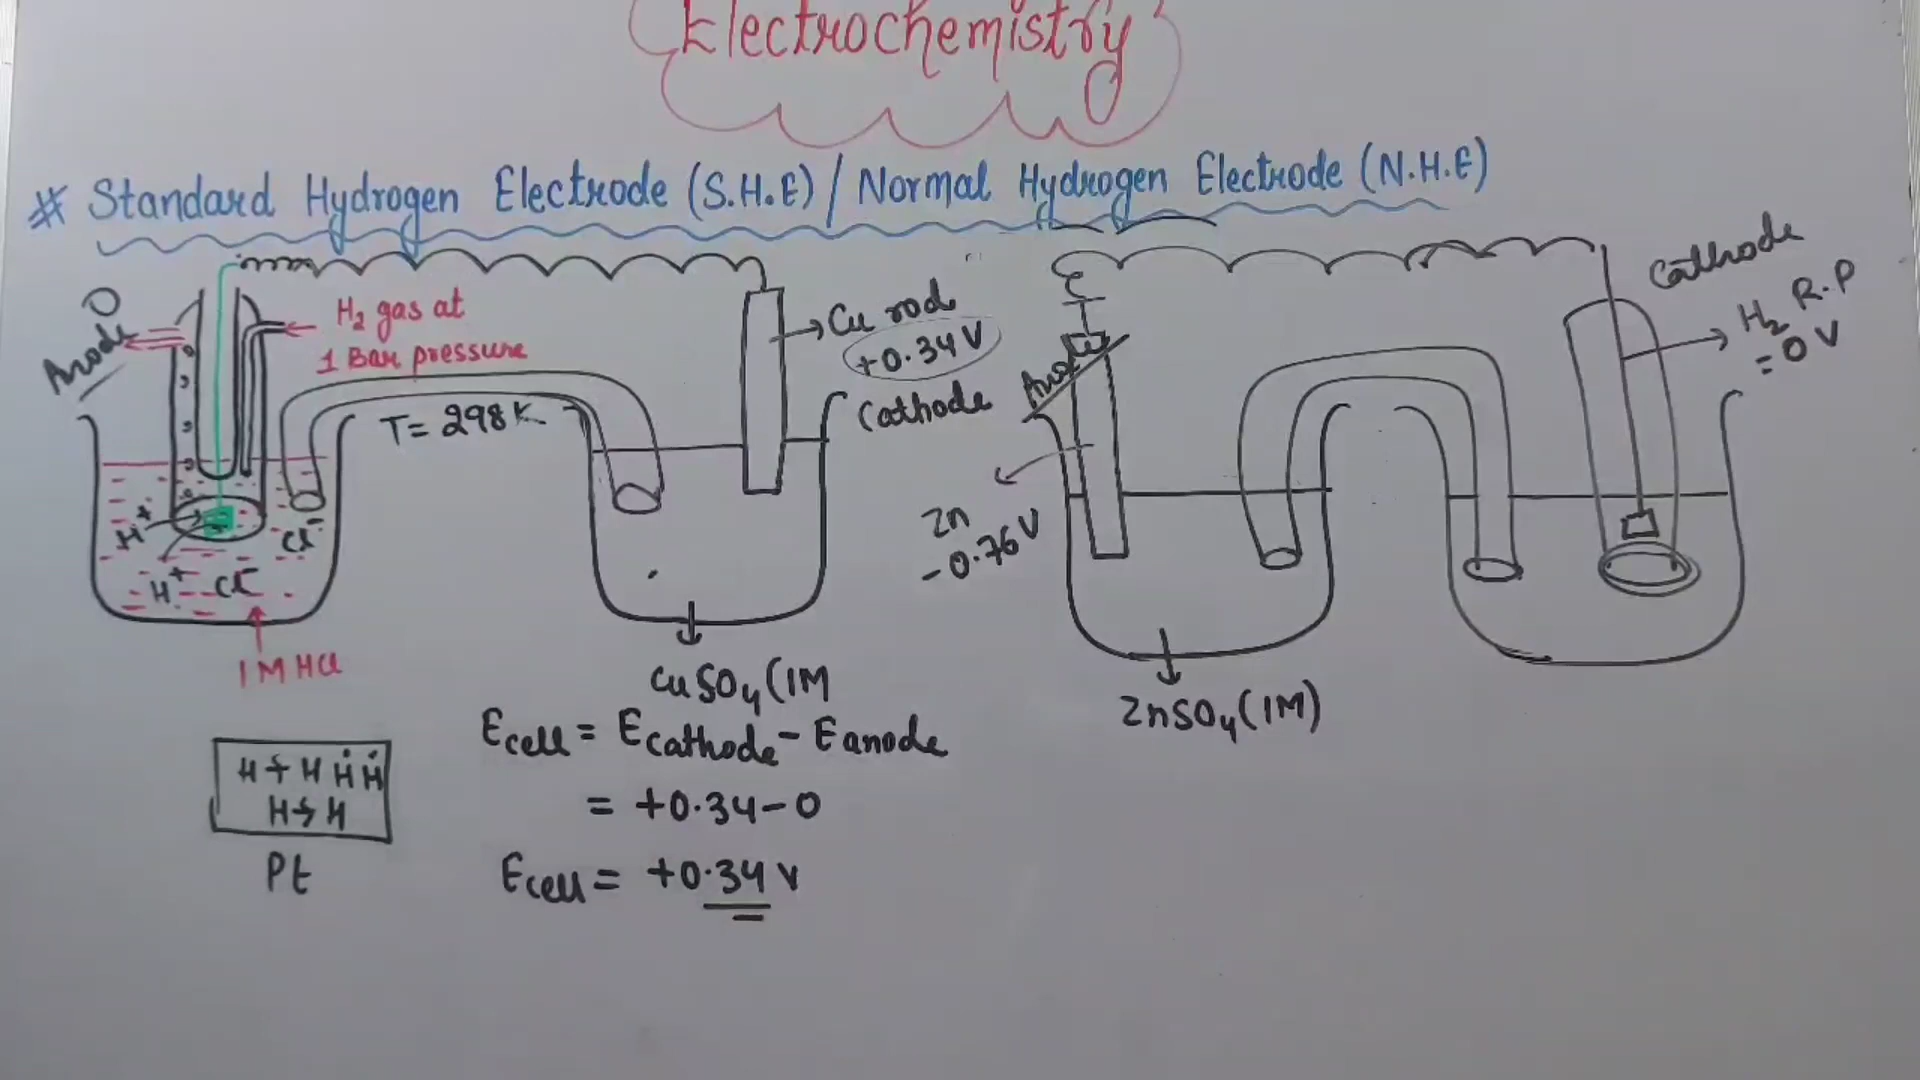 Electrochemistry
# Standard Hydrogen Electrode (S.H.E) / Normal Hydrogen Electrode (N.H.E)
O
Anode
H2 gas at
1 Bar pressure
T= 298K
Cu rod
+0.34 V
Cathode
Anode
Cathode
H2 R.P
= 0 V
Zn
-0.76 V
H+
Cl-
H+ Cl-
1 M HCl
CuSO4 (1M
ZnSO4 (1M)
H + H H H
H H
Pt
Ecell = Ecathode - Eanode
= +0.34-0
Ecell = +0.34 v